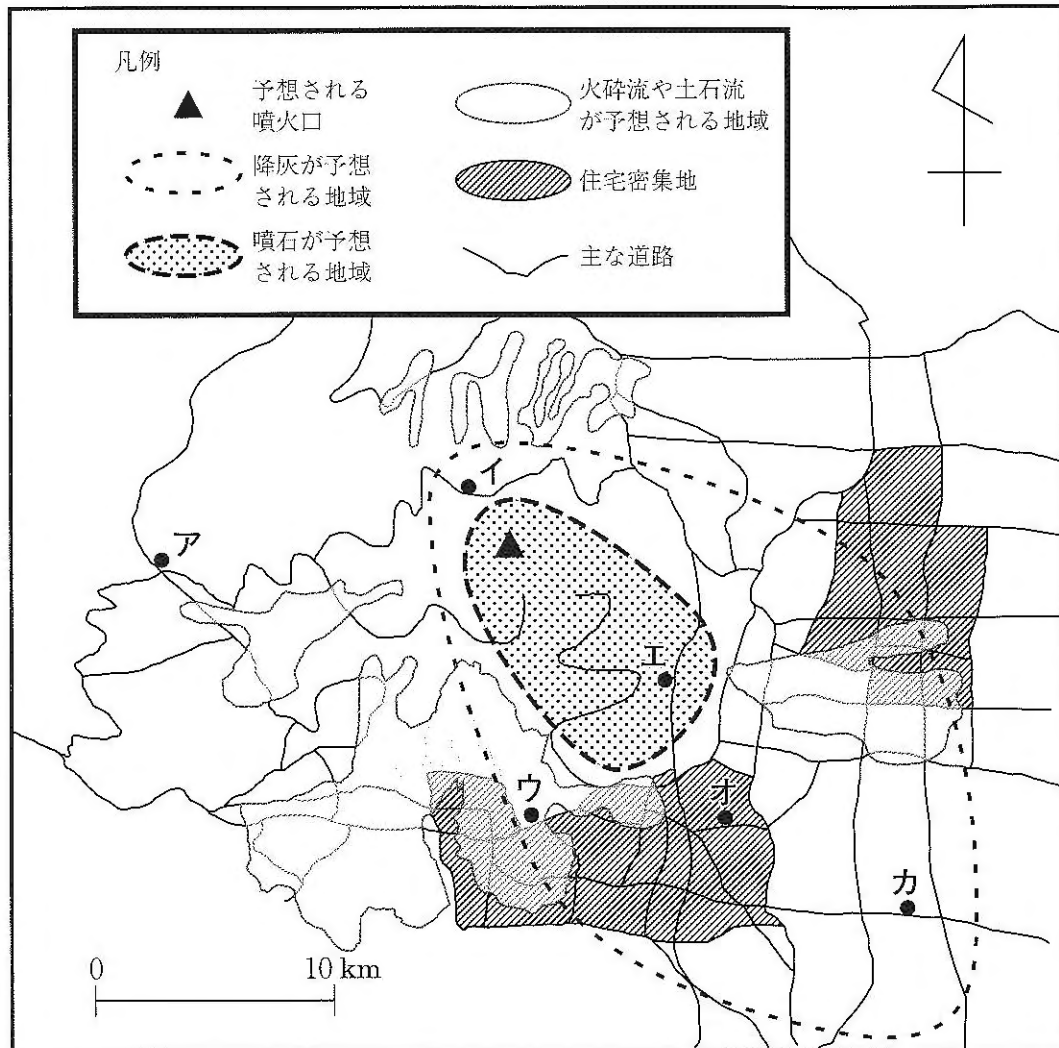 凡例
予想される
噴火口
降灰が予想
される地域
噴石が予想
される地域
火砕流や土石流
が予想される地域
住宅密集地
主な道路
イ
ア
エ
ウ
オ
カ
0 10 km